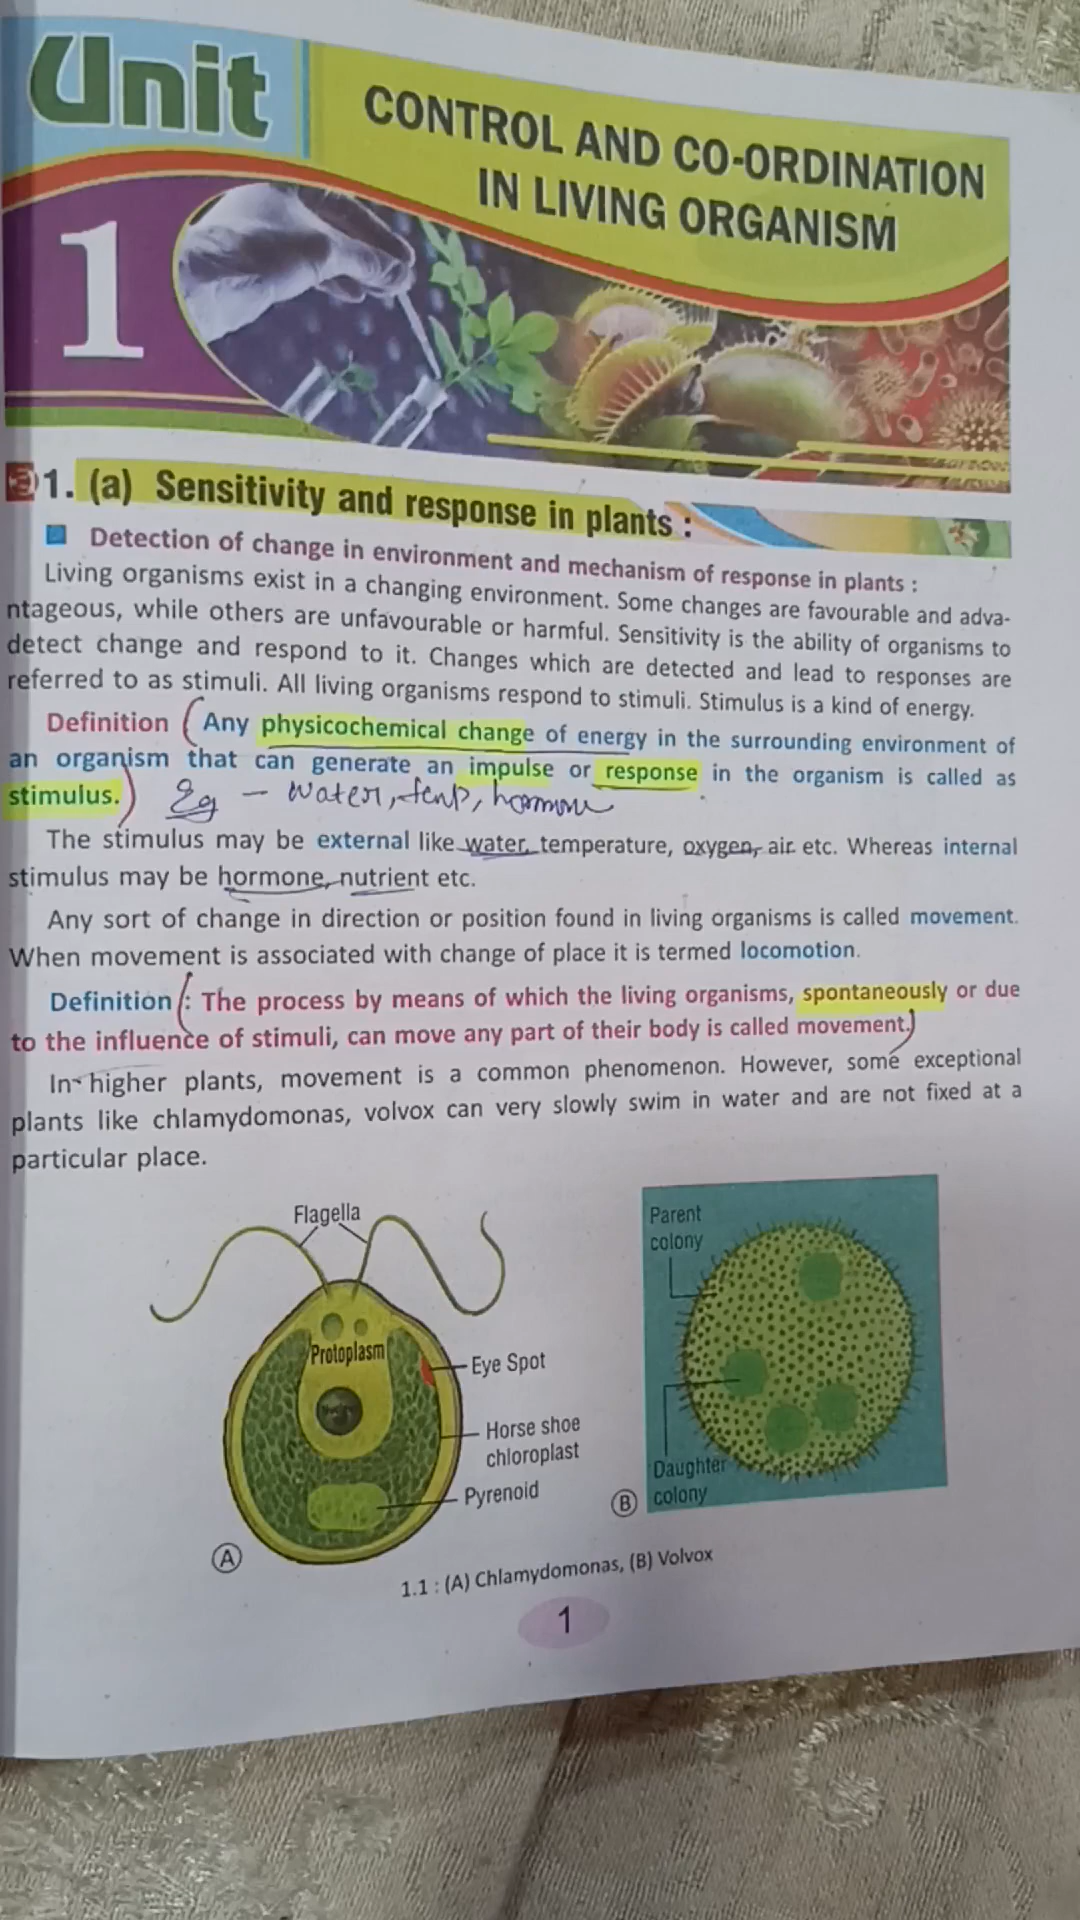 Unit
1
CONTROL AND CO-ORDINATION
IN LIVING ORGANISM
1. (a) Sensitivity and response in plants :
Detection of change in environment and mechanism of response in plants :
Living organisms exist in a changing environment. Some changes are favourable and adva-
ntageous, while others are unfavourable or harmful. Sensitivity is the ability of organisms to
detect change and respond to it. Changes which are detected and lead to responses are
referred to as stimuli. All living organisms respond to stimuli. Stimulus is a kind of energy.
Definition ( Any physicochemical change of energy in the surrounding environment of
an organism that can generate an impulse or response in the organism is called as
stimulus.) Eg – water, temp, hormone
The stimulus may be external like water, temperature, oxygen, air etc. Whereas internal
stimulus may be hormone, nutrient etc.
Any sort of change in direction or position found in living organisms is called movement.
When movement is associated with change of place it is termed locomotion.
Definition (: The process by means of which the living organisms, spontaneously or due
to the influence of stimuli, can move any part of their body is called movement.)
In higher plants, movement is a common phenomenon. However, some exceptional
plants like chlamydomonas, volvox can very slowly swim in water and are not fixed at a
particular place.
Flagella
Protoplasm
Eye Spot
Horse shoe
chloroplast
Pyrenoid
A
Parent
colony
Daughter
colony
B
1.1 : (A) Chlamydomonas, (B) Volvox
1